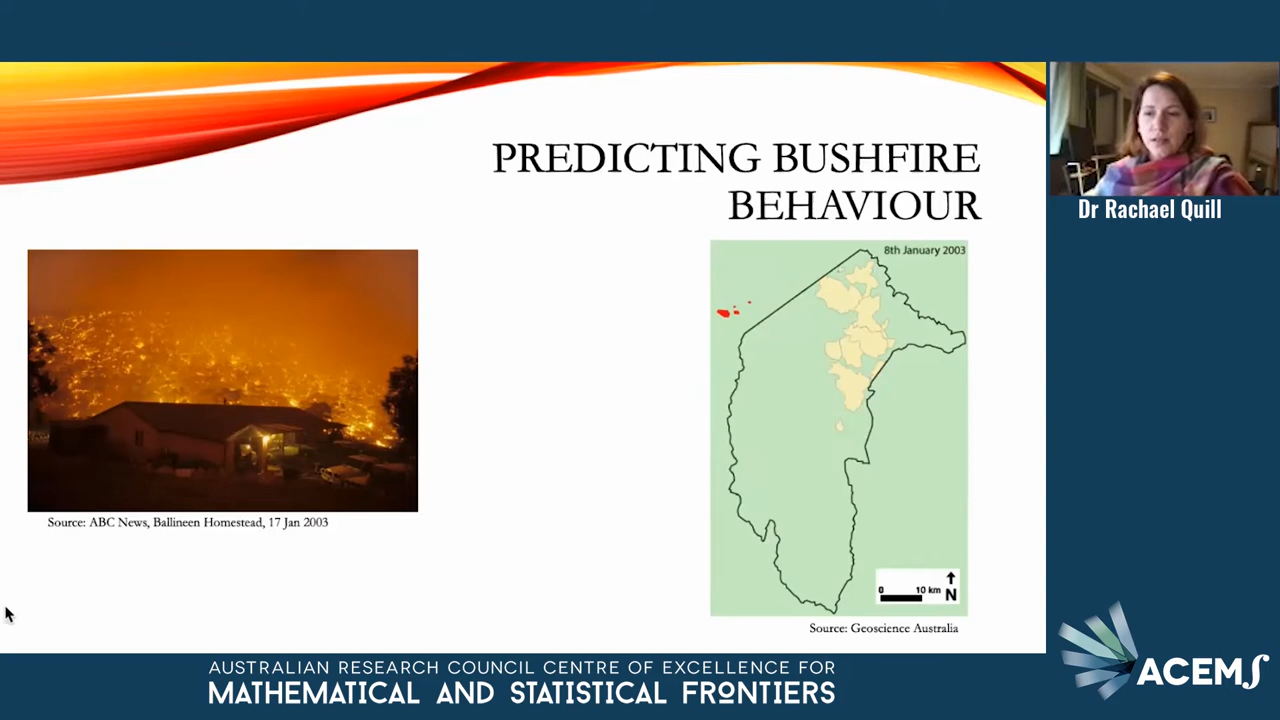 PREDICTING BUSHFIRE
BEHAVIOUR
Dr Rachael Quill
8th January 2003
0 10 km N
Source: ABC News, Ballineen Homestead, 17 Jan 2003
Source: Geoscience Australia
AUSTRALIAN RESEARCH COUNCIL CENTRE OF EXCELLENCE FOR
MATHEMATICAL AND STATISTICAL FRONTIERS
ACEMS